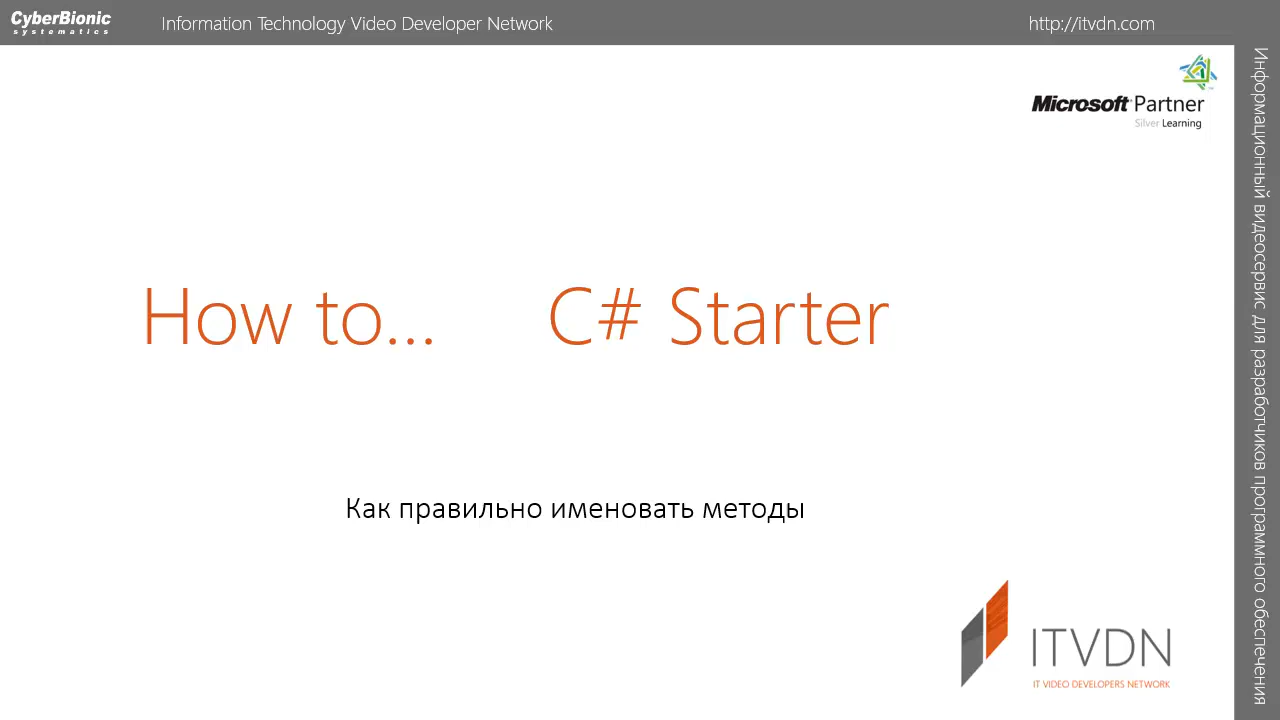 CyberBionic
systematics
Information Technology Video Developer Network
http://itvdn.com
Microsoft Partner
Silver Learning
How to... C# Starter
Как правильно именовать методы
ITVDN
IT VIDEO DEVELOPERS NETWORK
Информационный видеосервис для разработчиков программного обеспечения